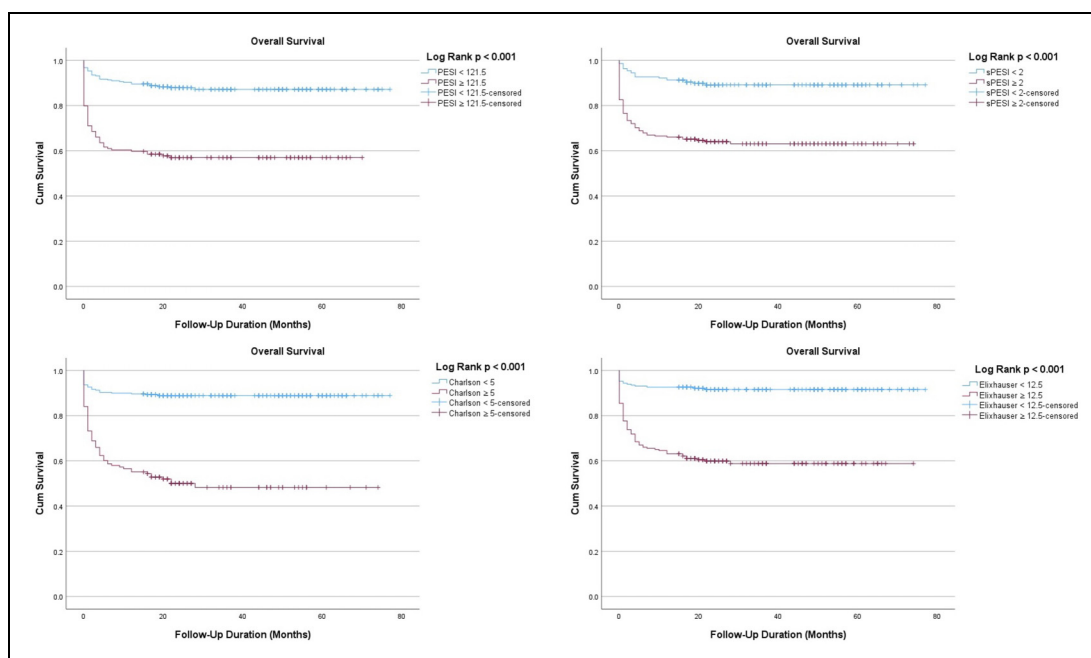 Overall Survival
Log Rank p < 0.001
PESI < 121.5
PESI ≥ 121.5
PESI < 121.5-censored
PESI ≥ 121.5-censored
Cum Survival
1.0
0.8
0.6
0.4
0.2
0.0
0 20 40 60 80
Follow-Up Duration (Months)
Overall Survival
Log Rank p < 0.001
sPESI < 2
sPESI ≥ 2
sPESI < 2-censored
sPESI ≥ 2-censored
Cum Survival
1.0
0.8
0.6
0.4
0.2
0.0
0 20 40 60 80
Follow-Up Duration (Months)
Overall Survival
Log Rank p < 0.001
Charlson < 5
Charlson ≥ 5
Charlson < 5-censored
Charlson ≥ 5-censored
Cum Survival
1.0
0.8
0.6
0.4
0.2
0.0
0 20 40 60 80
Follow-Up Duration (Months)
Overall Survival
Log Rank p < 0.001
Elixhauser < 12.5
Elixhauser ≥ 12.5
Elixhauser < 12.5-censored
Elixhauser ≥ 12.5-censored
Cum Survival
1.0
0.8
0.6
0.4
0.2
0.0
0 20 40 60 80
Follow-Up Duration (Months)